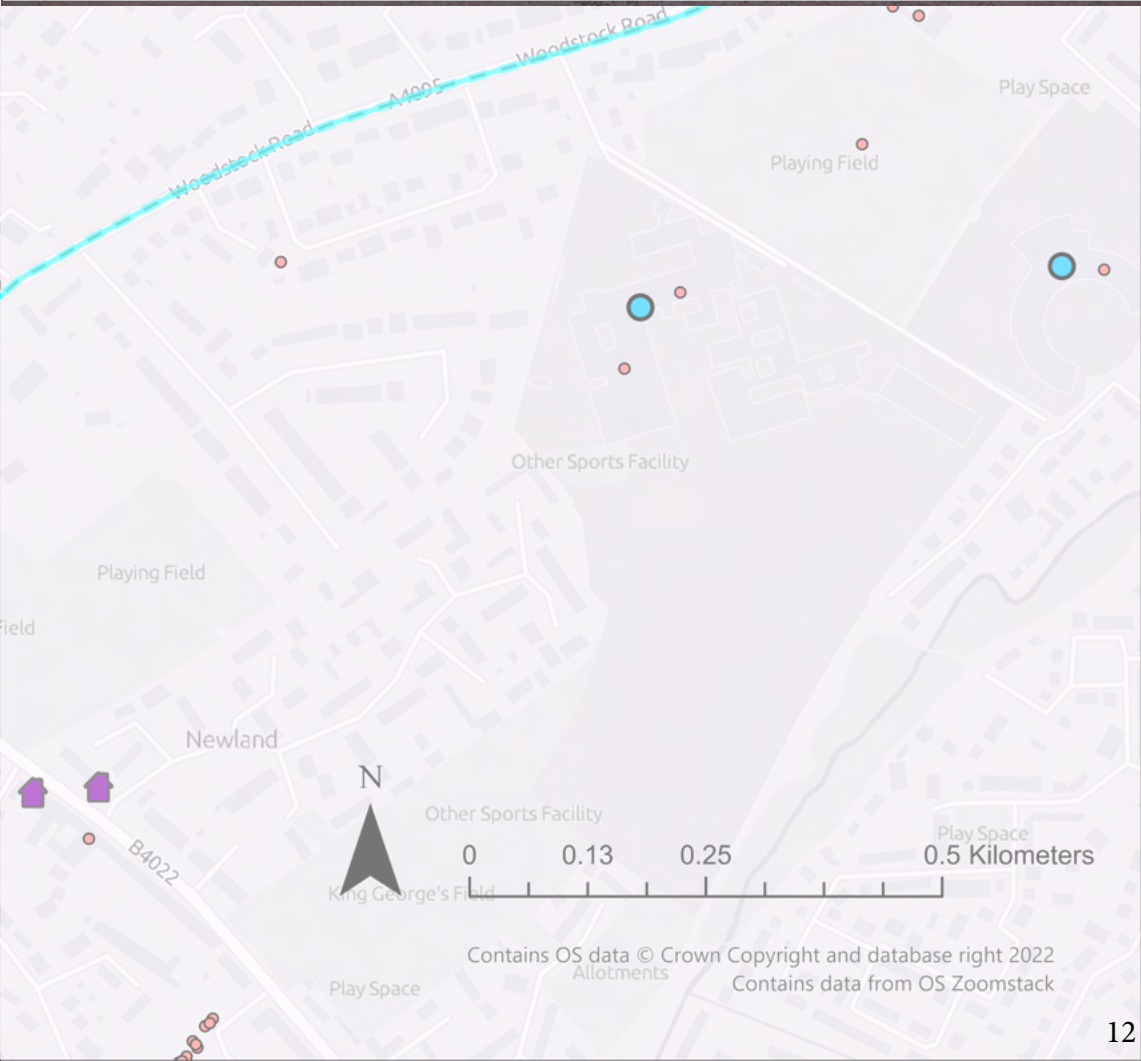 Woodstock Road
Play Space
A4095
Woodstock Road
Playing Field
Other Sports Facility
Playing Field
Field
Newland
N
Other Sports Facility
Play Space
B4022
0 0.13 0.25 0.5 Kilometers
King George's Field
Contains OS data © Crown Copyright and database right 2022
Allotments
Contains data from OS Zoomstack
Play Space
12